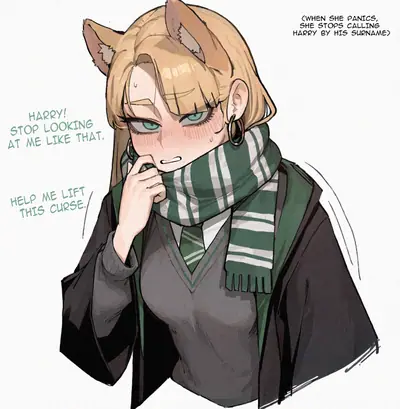 (WHEN SHE PANICS,
SHE STOPS CALLING
HARRY BY HIS SURNAME)
HARRY!
STOP LOOKING
AT ME LIKE THAT.
HELP ME LIFT
THIS CURSE.